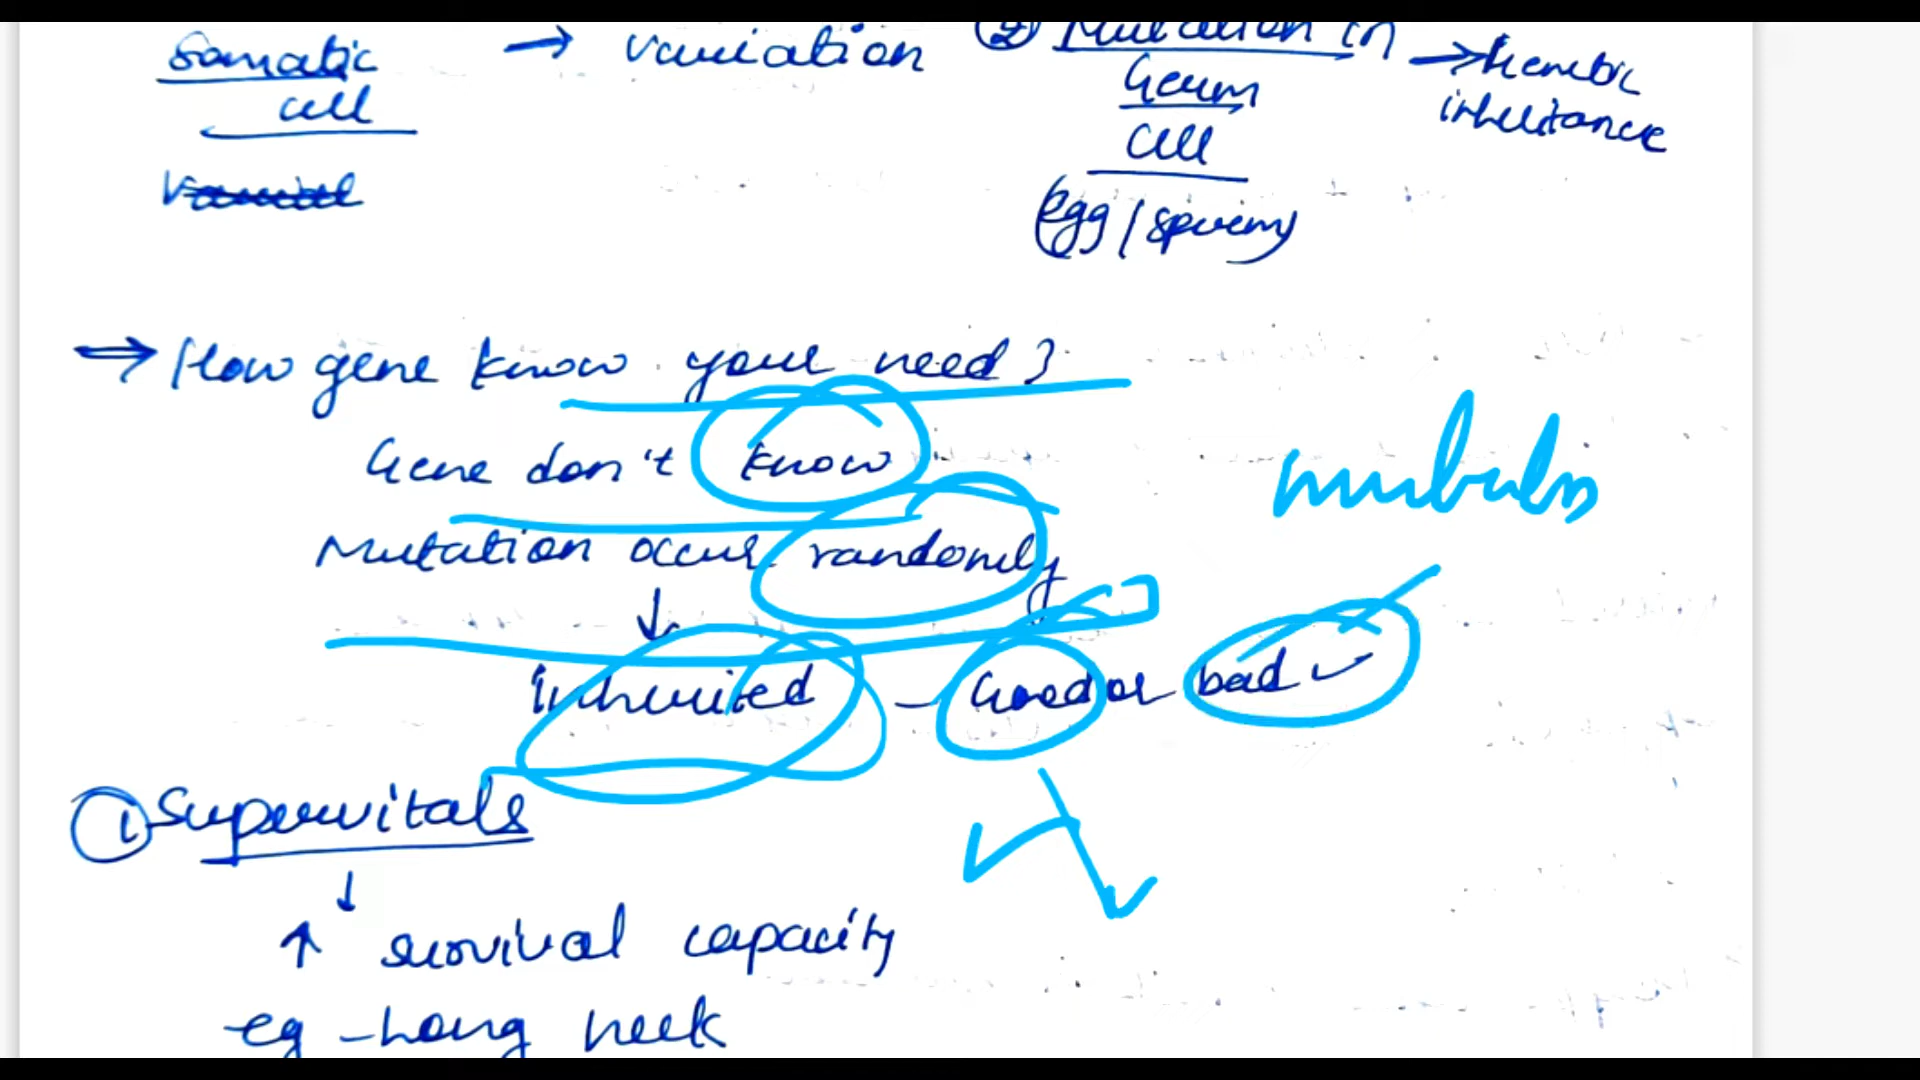 Somatic → variation ② Mutation in → Genetic
cell Germ inheritance
Cell
(Egg/sperm)
⇒ How gene know your need?
Gene don't know
Mutation occur randomly
↓
Inherited - Good or bad ✓
① Supervitals
↓
↑ survival capacity
eg - Long neck